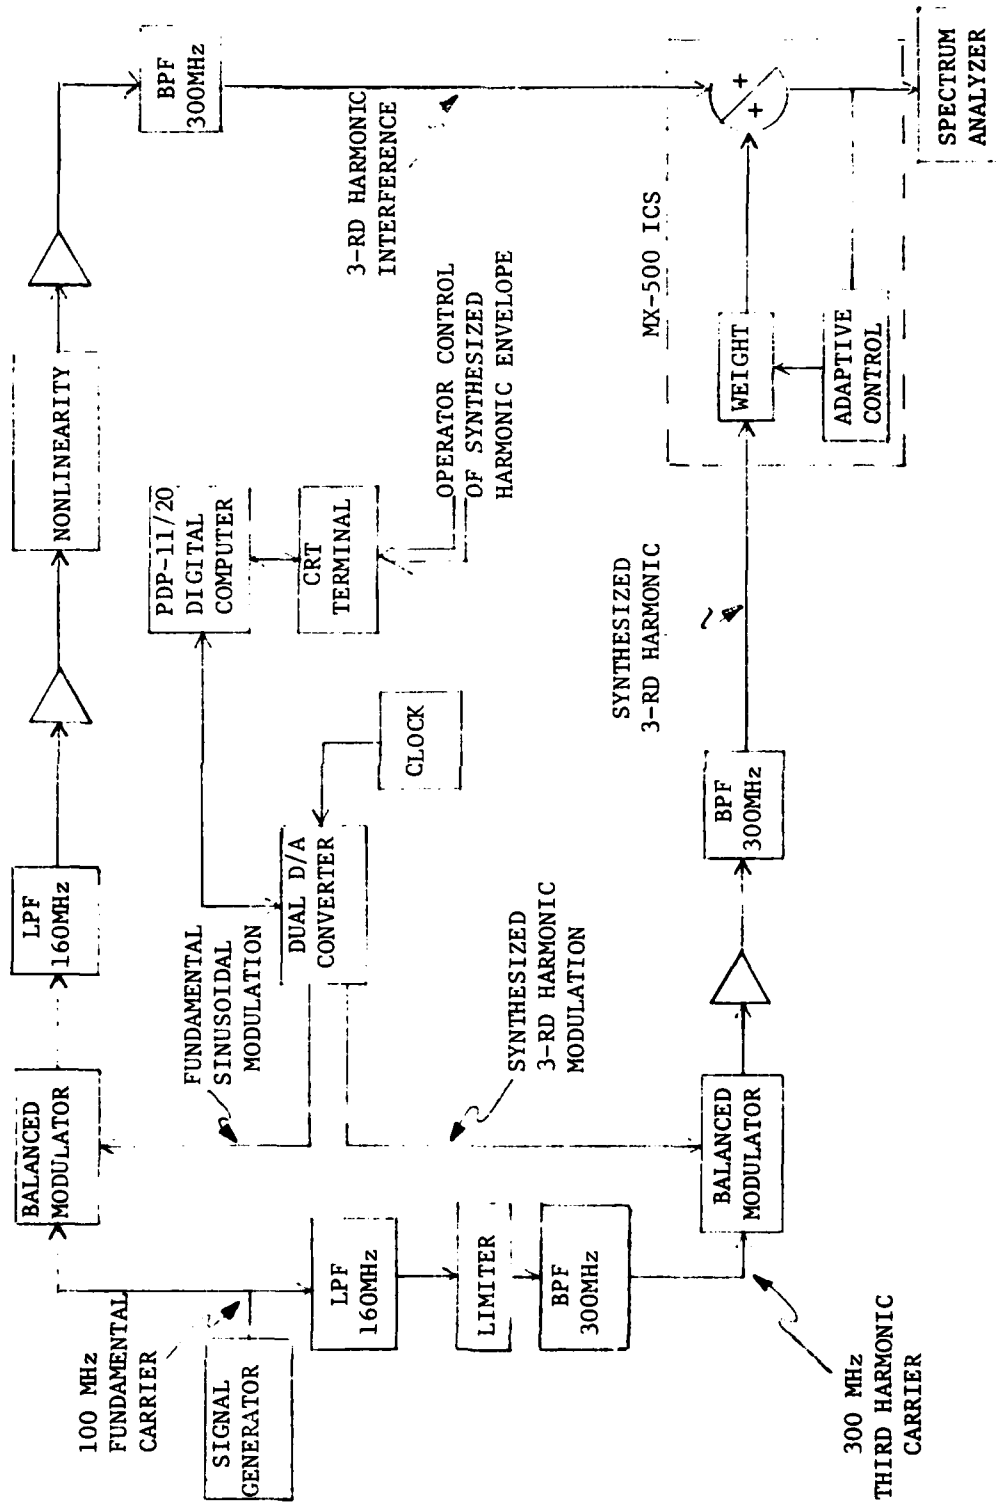 100 MHz
FUNDAMENTAL
CARRIER
SIGNAL
GENERATOR
BALANCED
MODULATOR
LPF
160MHz
NONLINEARITY
BPF
300MHz
FUNDAMENTAL
SINUSOIDAL
MODULATION
PDP-11/20
DIGITAL
COMPUTER
DUAL D/A
CONVERTER
CLOCK
CRT
TERMINAL
OPERATOR CONTROL
OF SYNTHESIZED
HARMONIC ENVELOPE
3-RD HARMONIC
INTERFERENCE
LPF
160MHz
LIMITER
BPF
300MHz
SYNTHESIZED
3-RD HARMONIC
MODULATION
300 MHz
THIRD HARMONIC
CARRIER
BALANCED
MODULATOR
BPF
300MHz
SYNTHESIZED
3-RD HARMONIC
MX-500 ICS
WEIGHT
ADAPTIVE
CONTROL
+
+
SPECTRUM
ANALYZER